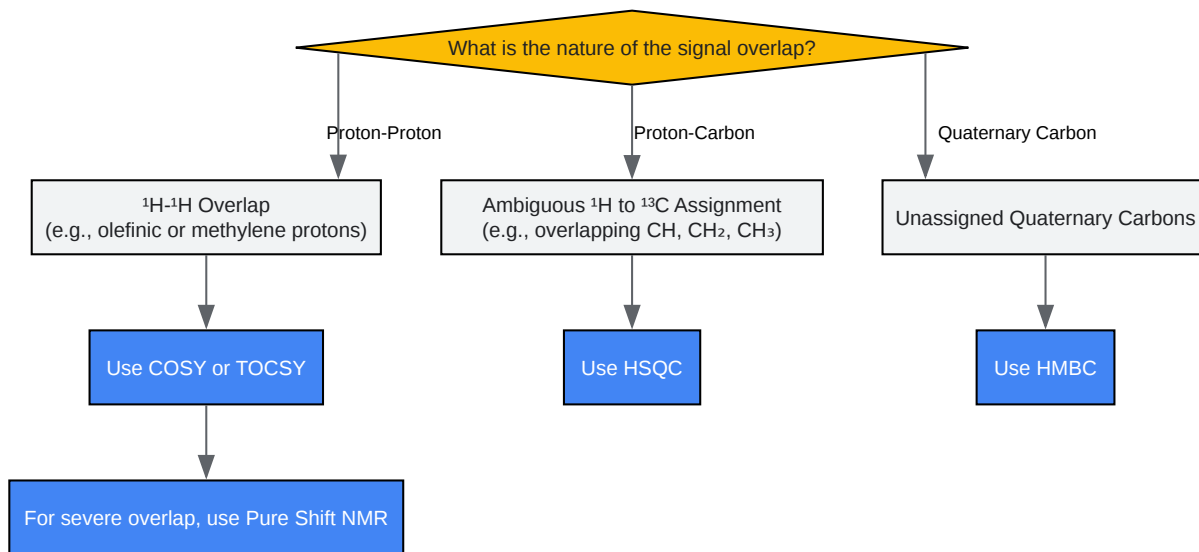 What is the nature of the signal overlap?
Proton-Proton
Proton-Carbon
Quaternary Carbon
¹H-¹H Overlap
(e.g., olefinic or methylene protons)
Ambiguous ¹H to ¹³C Assignment
(e.g., overlapping CH, CH₂, CH₃)
Unassigned Quaternary Carbons
Use COSY or TOCSY
Use HSQC
Use HMBC
For severe overlap, use Pure Shift NMR